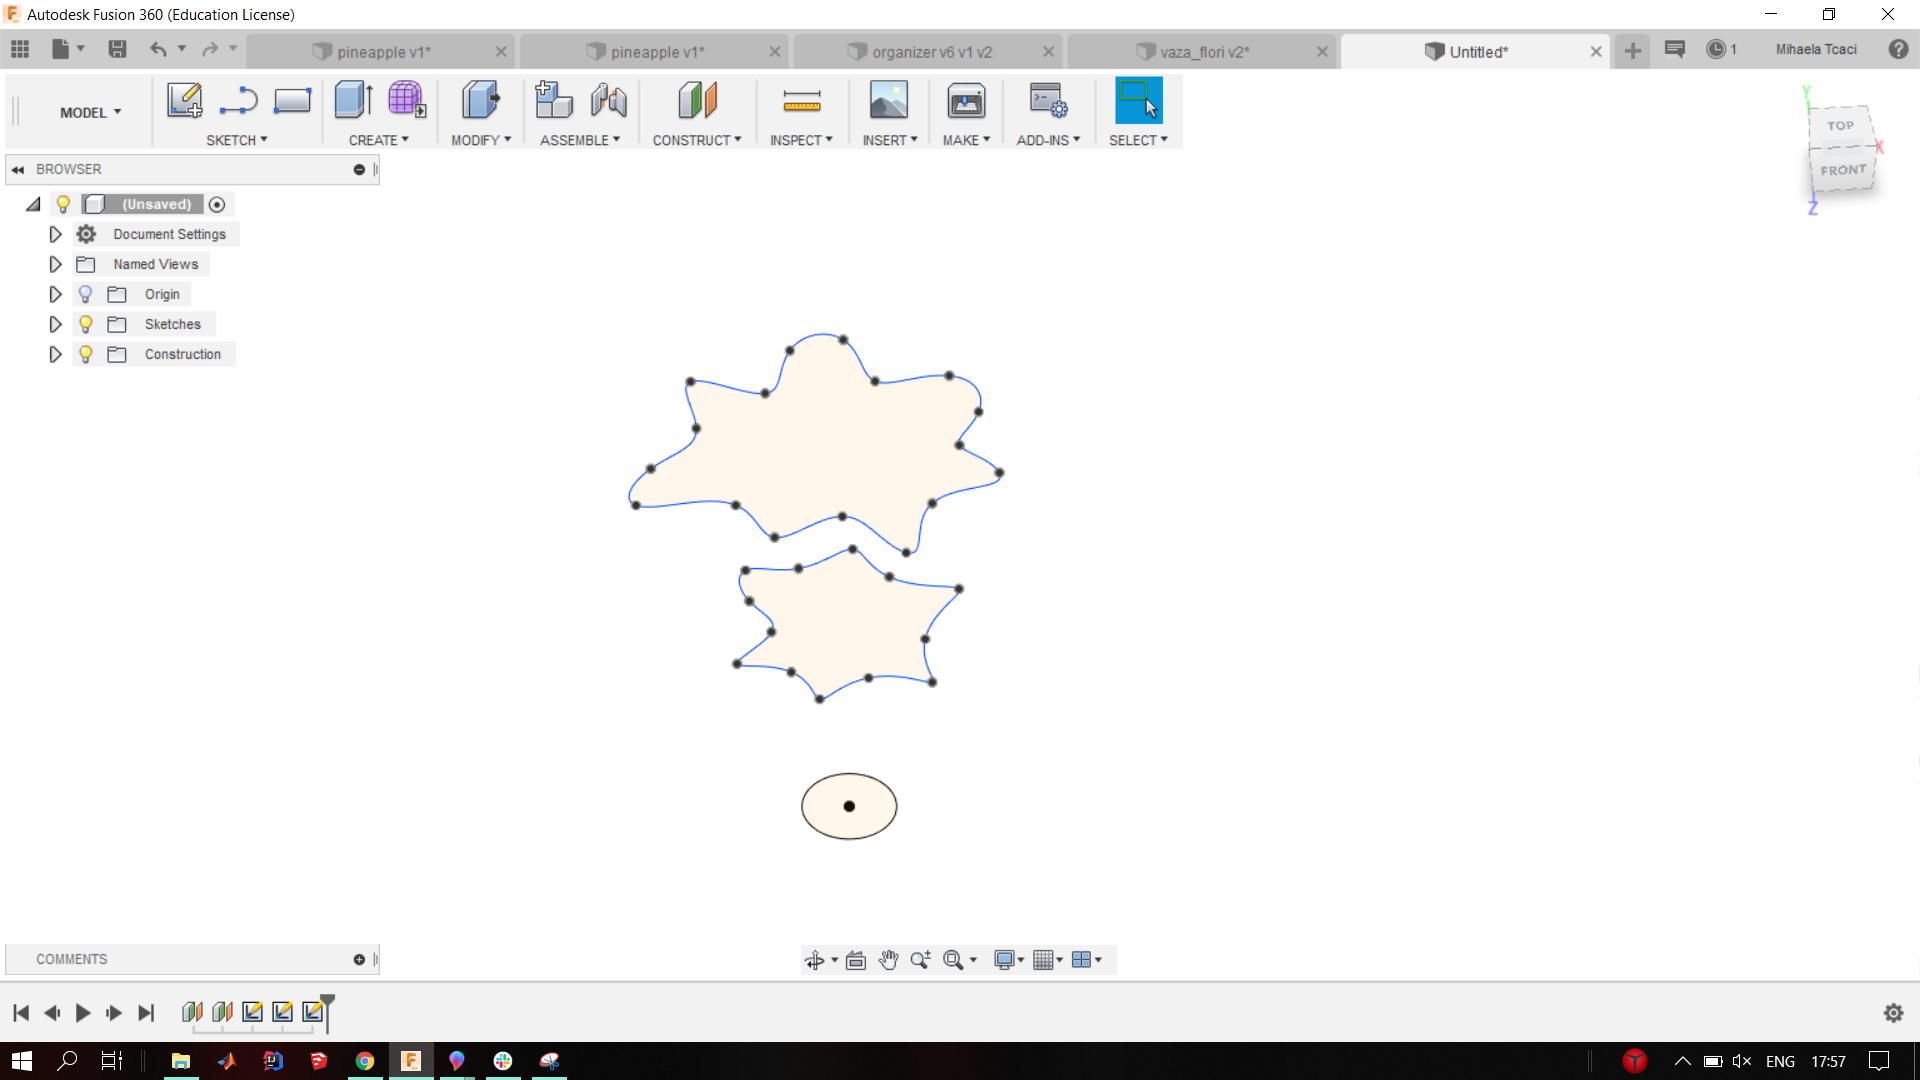 Autodesk Fusion 360 (Education License)
pineapple v1*
pineapple v1*
organizer v6 v1 v2
vaza_flori v2*
Untitled*
1
Mihaela Tcaci
MODEL
SKETCH
CREATE
MODIFY
ASSEMBLE
CONSTRUCT
INSPECT
INSERT
MAKE
ADD-INS
SELECT
Y
TOP
X
FRONT
Z
BROWSER
(Unsaved)
Document Settings
Named Views
Origin
Sketches
Construction
COMMENTS
ENG
17:57